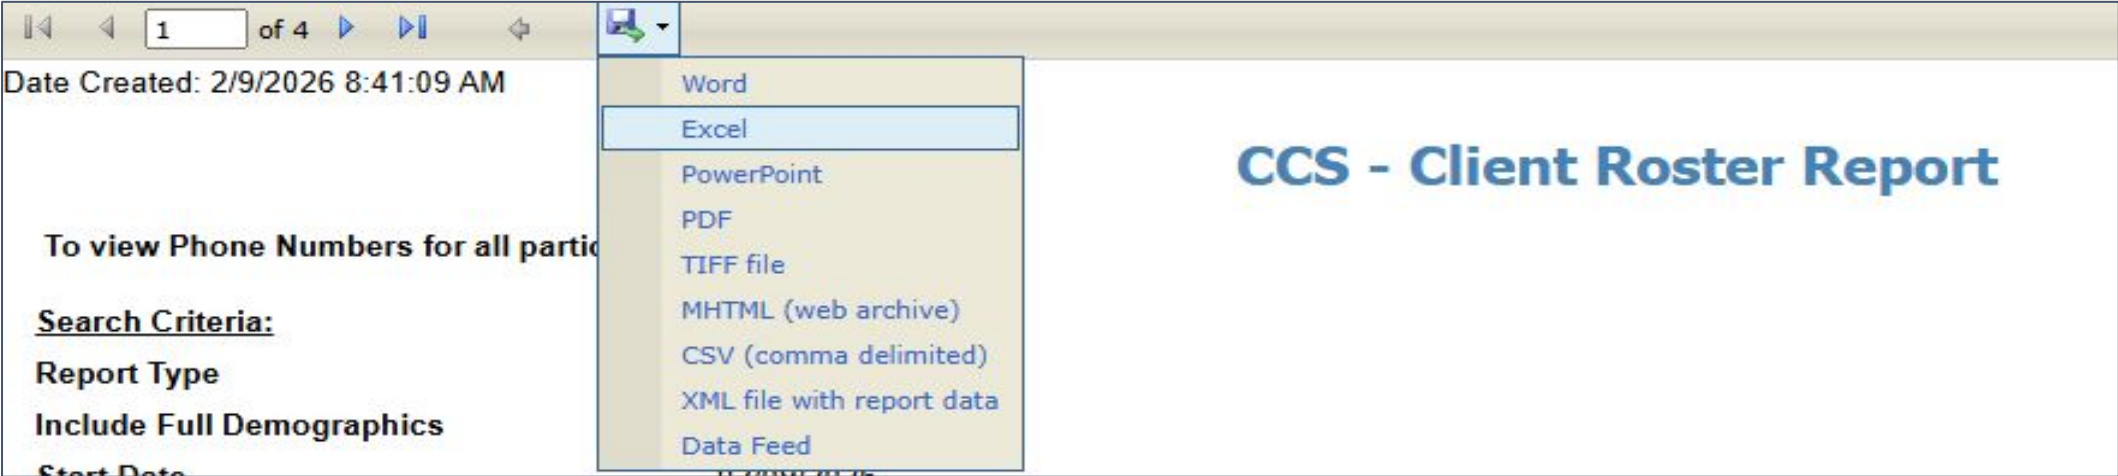 1 of 4
Date Created: 2/9/2026 8:41:09 AM
Word
Excel
PowerPoint
PDF
TIFF file
MHTML (web archive)
CSV (comma delimited)
XML file with report data
Data Feed
CCS - Client Roster Report
To view Phone Numbers for all partic
Search Criteria:
Report Type
Include Full Demographics
Start Date